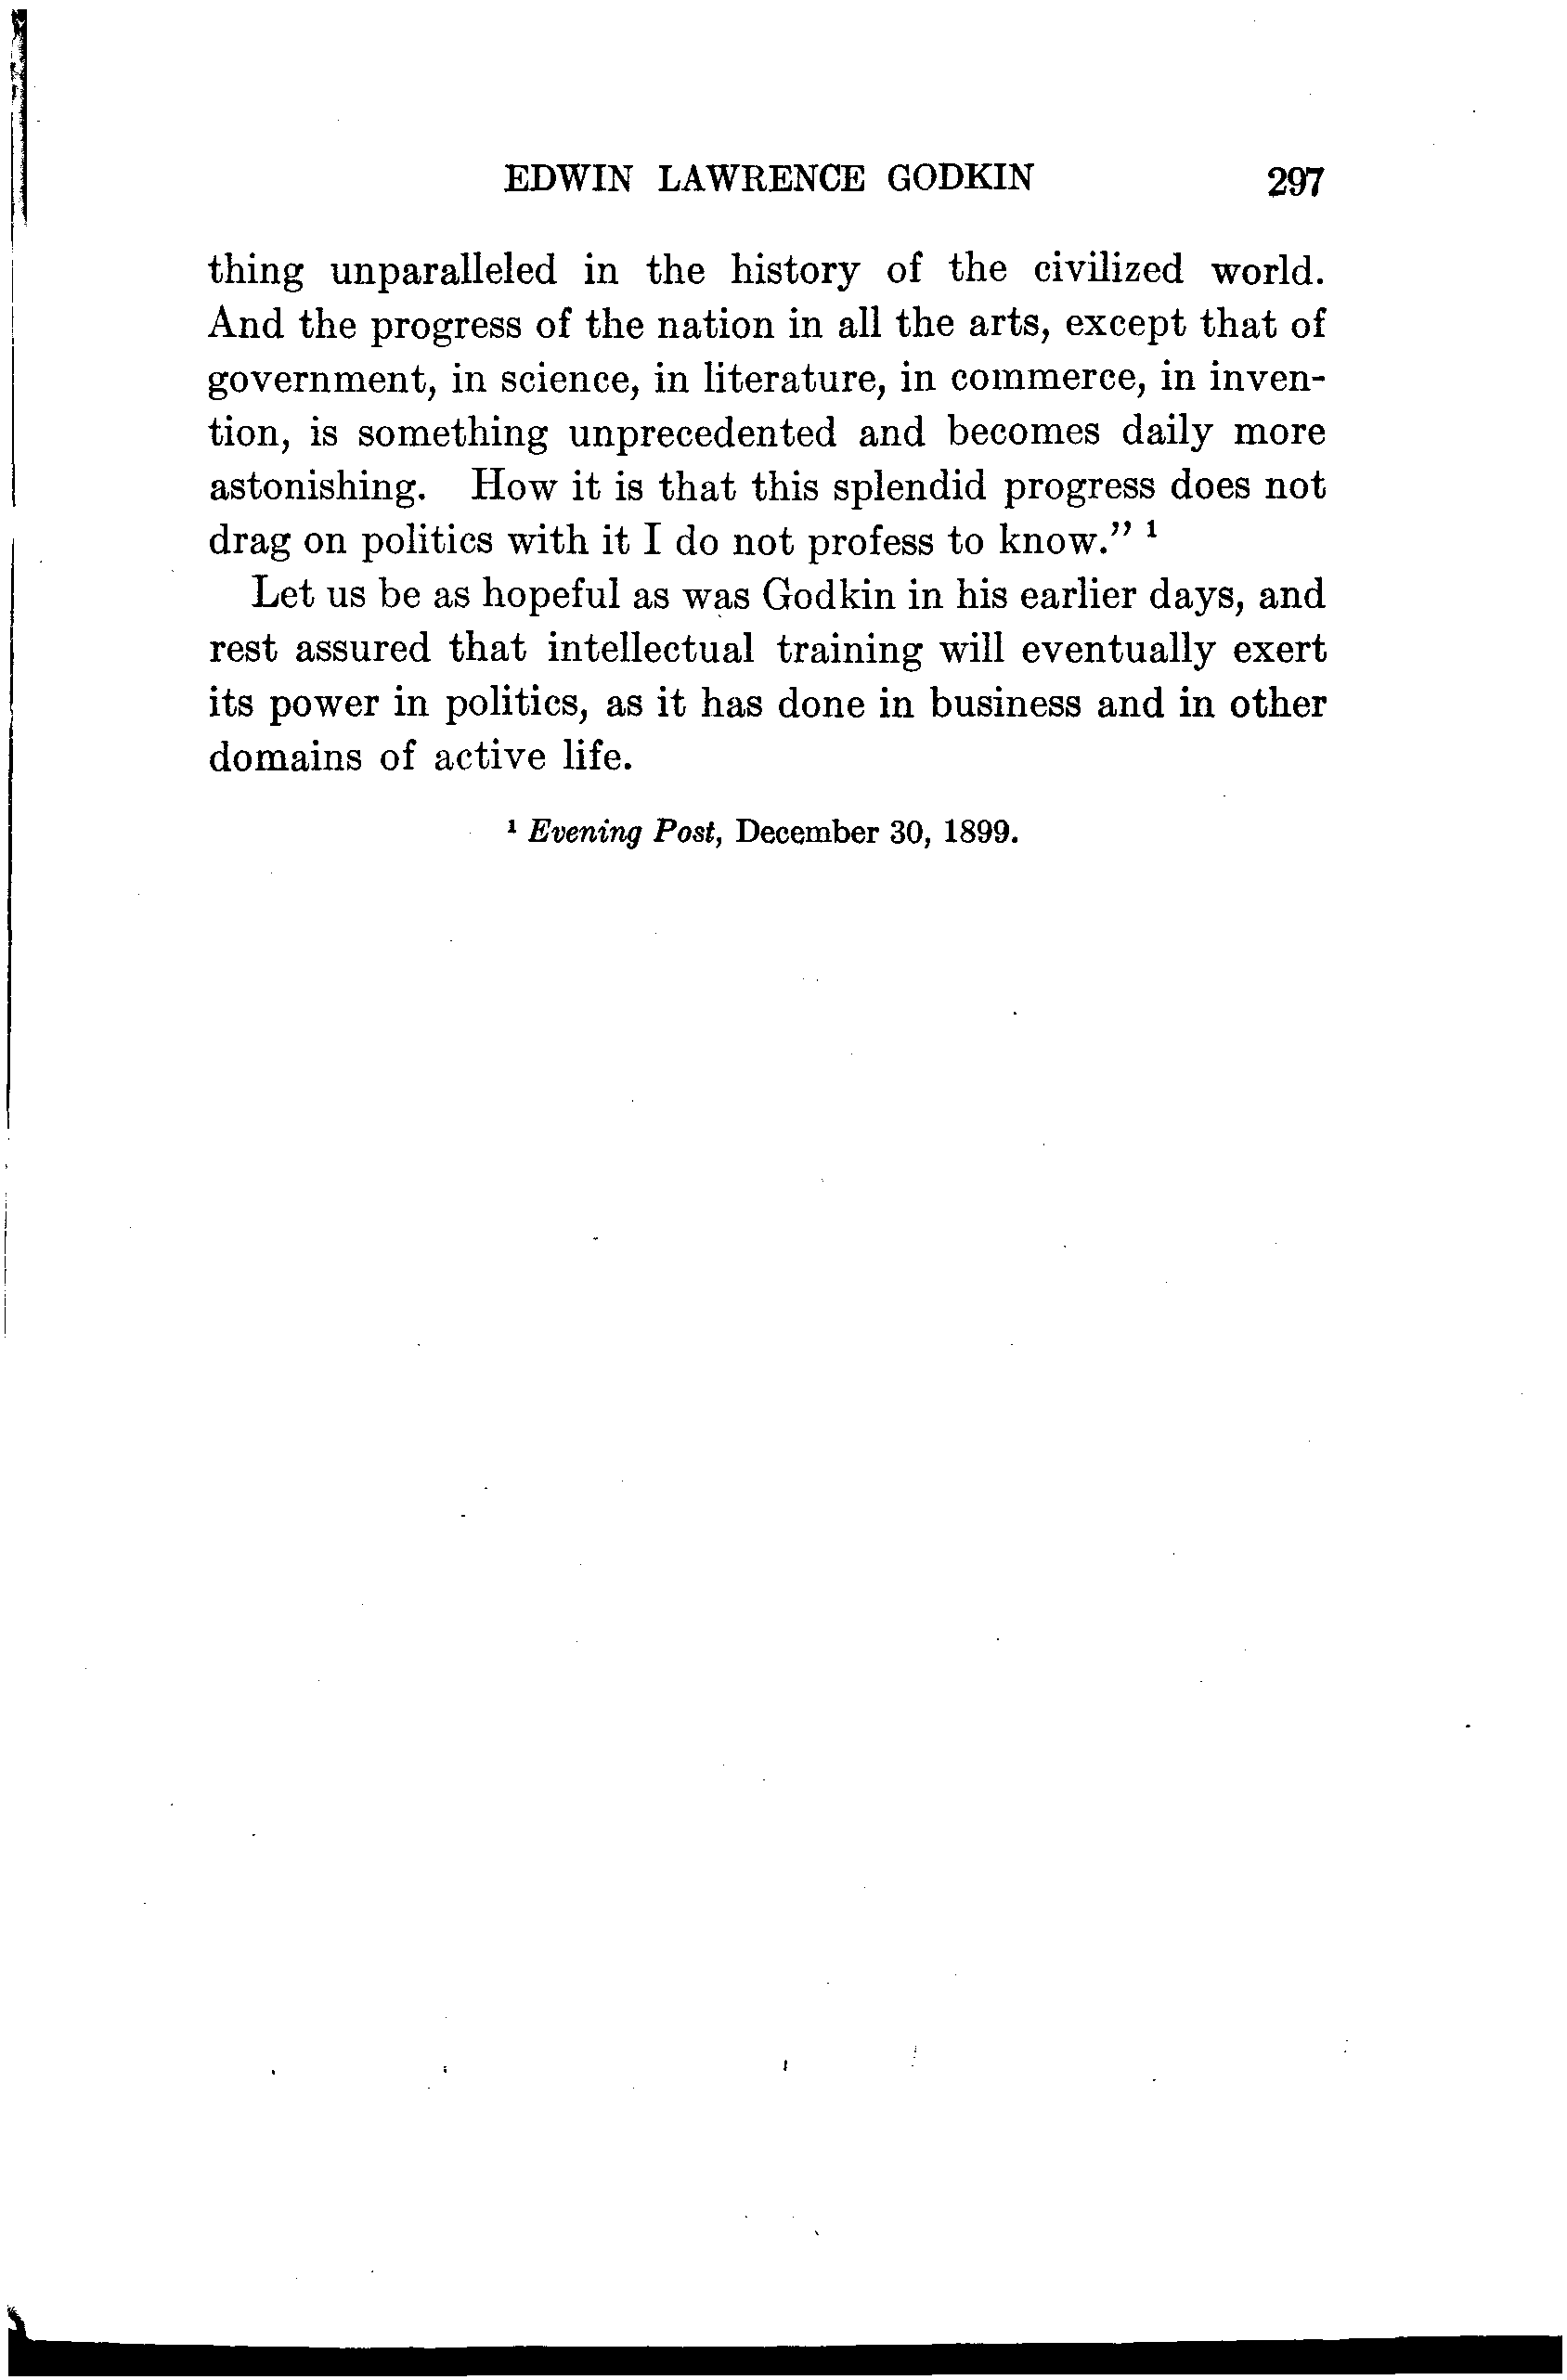 EDWIN LAWRENCE GODKIN 297
thing unparalleled in the history of the civilized world.
And the progress of the nation in all the arts, except that of
government, in science, in literature, in commerce, in inven-
tion, is something unprecedented and becomes daily more
astonishing. How it is that this splendid progress does not
drag on politics with it I do not profess to know.” ¹
Let us be as hopeful as was Godkin in his earlier days, and
rest assured that intellectual training will eventually exert
its power in politics, as it has done in business and in other
domains of active life.
¹ Evening Post, December 30, 1899.